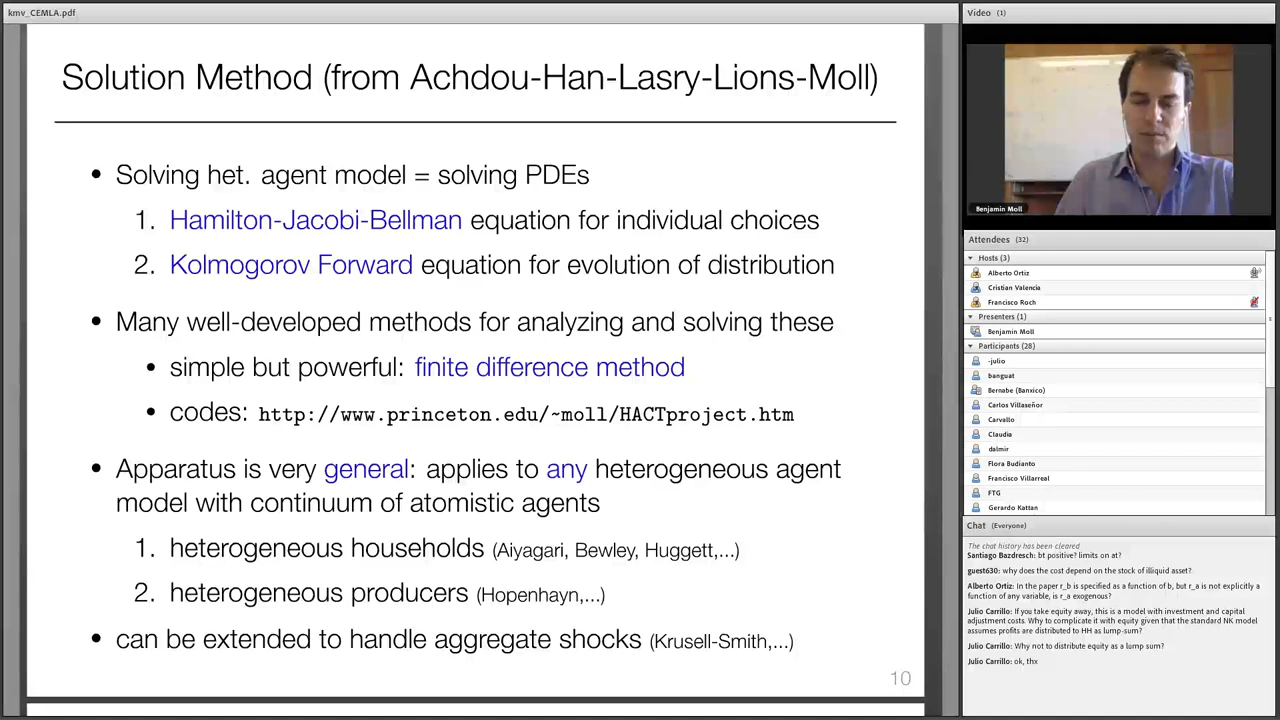 kmv_CEMLA.pdf
Solution Method (from Achdou-Han-Lasry-Lions-Moll)
• Solving het. agent model = solving PDEs
1. Hamilton-Jacobi-Bellman equation for individual choices
2. Kolmogorov Forward equation for evolution of distribution
• Many well-developed methods for analyzing and solving these
• simple but powerful: finite difference method
• codes: http://www.princeton.edu/~moll/HACTproject.htm
• Apparatus is very general: applies to any heterogeneous agent
model with continuum of atomistic agents
1. heterogeneous households (Aiyagari, Bewley, Huggett,...)
2. heterogeneous producers (Hopenhayn,...)
• can be extended to handle aggregate shocks (Krusell-Smith,...)
10
Video (1)
Benjamin Moll
Attendees (32)
Hosts (3)
Alberto Ortiz
Cristian Valencia
Francisco Roch
Presenters (1)
Benjamin Moll
Participants (28)
-julio
banguat
Bernabe (Banxico)
Carlos Villaseñor
Carvallo
Claudia
dalmir
Flora Budianto
Francisco Villarreal
FTG
Gerardo Kattan
Chat (Everyone)
The chat history has been cleared
Santiago Bazdresch: bt positive? limits on at?
guest630: why does the cost depend on the stock of illiquid asset?
Alberto Ortiz: In the paper r_b is specified as a function of b, but r_a is not explicitly a
function of any variable, is r_a exogenous?
Julio Carrillo: If you take equity away, this is a model with investment and capital
adjustment costs. Why to complicate it with equity given that the standard NK model
assumes profits are distributed to HH as lump-sum?
Julio Carrillo: Why not to distribute equity as a lump sum?
Julio Carrillo: ok, thx